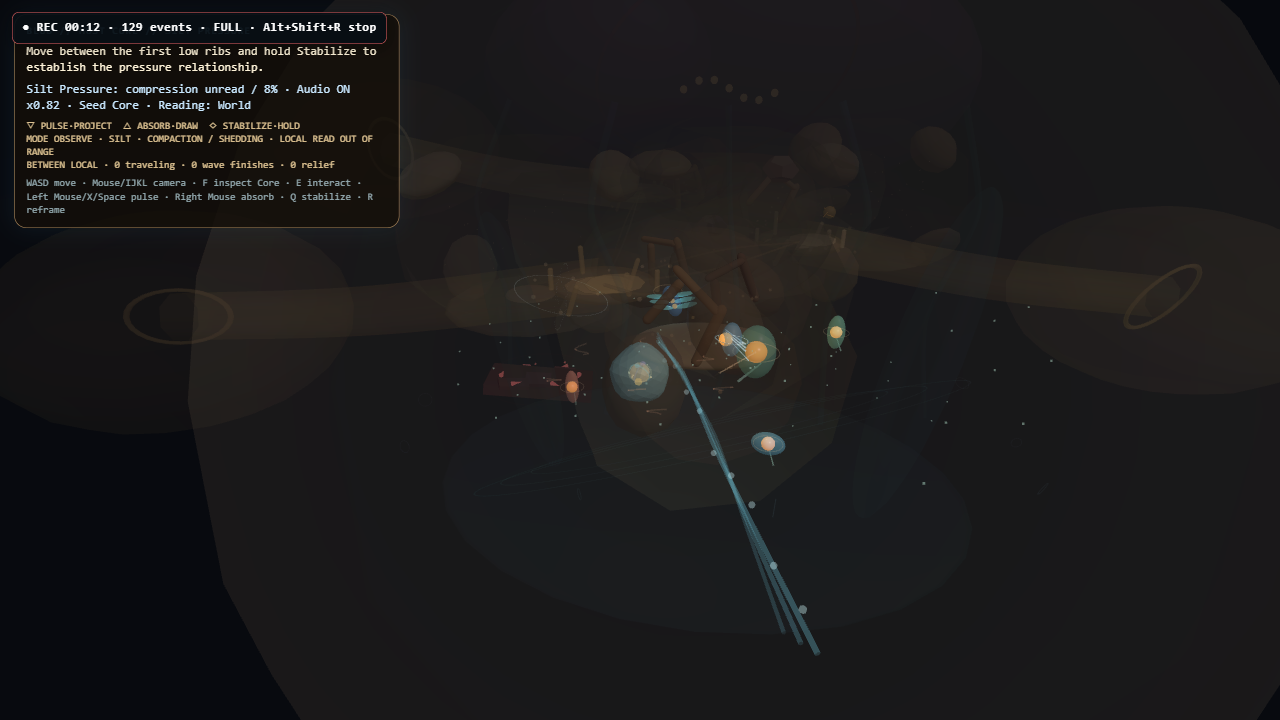 ● REC 00:12 · 129 events · FULL · Alt+Shift+R stop
Move between the first low ribs and hold Stabilize to
establish the pressure relationship.
Silt Pressure: compression unread / 8% · Audio ON
x0.82 · Seed Core · Reading: World
▽ PULSE·PROJECT △ ABSORB·DRAW ◇ STABILIZE·HOLD
MODE OBSERVE · SILT · COMPACTION / SHEDDING · LOCAL READ OUT OF
RANGE
BETWEEN LOCAL · 0 traveling · 0 wave finishes · 0 relief
WASD move · Mouse/IJKL camera · F inspect Core · E interact ·
Left Mouse/X/Space pulse · Right Mouse absorb · Q stabilize · R
reframe